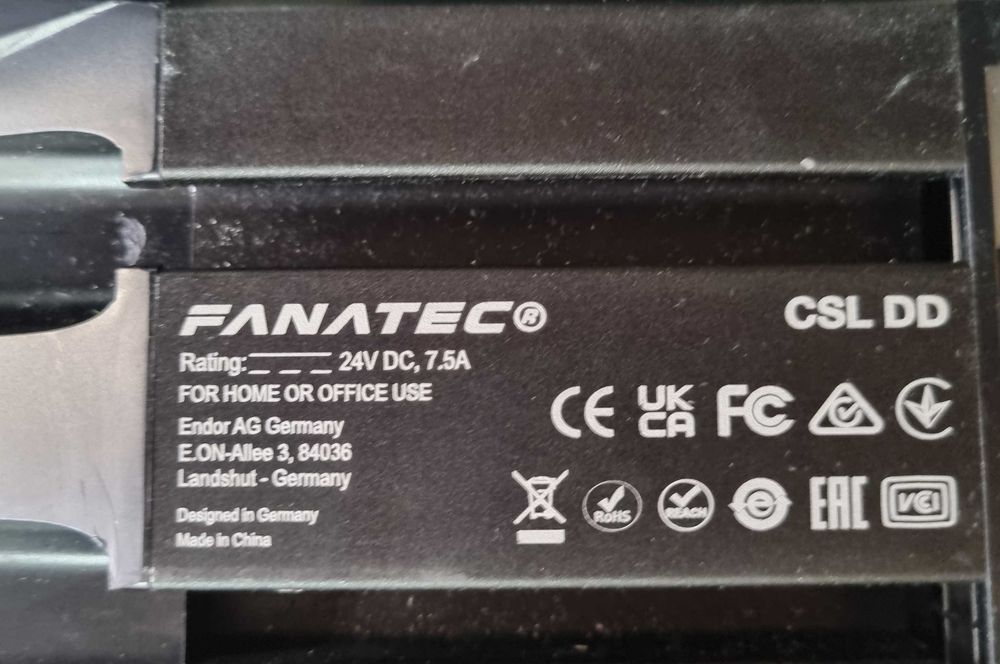 FANATEC®
CSL DD
Rating: 24V DC, 7.5A
FOR HOME OR OFFICE USE
Endor AG Germany
E.ON-Allee 3, 84036
Landshut - Germany
Designed in Germany
Made in China
CE UK CA FC
RoHS REACH EAC VCI